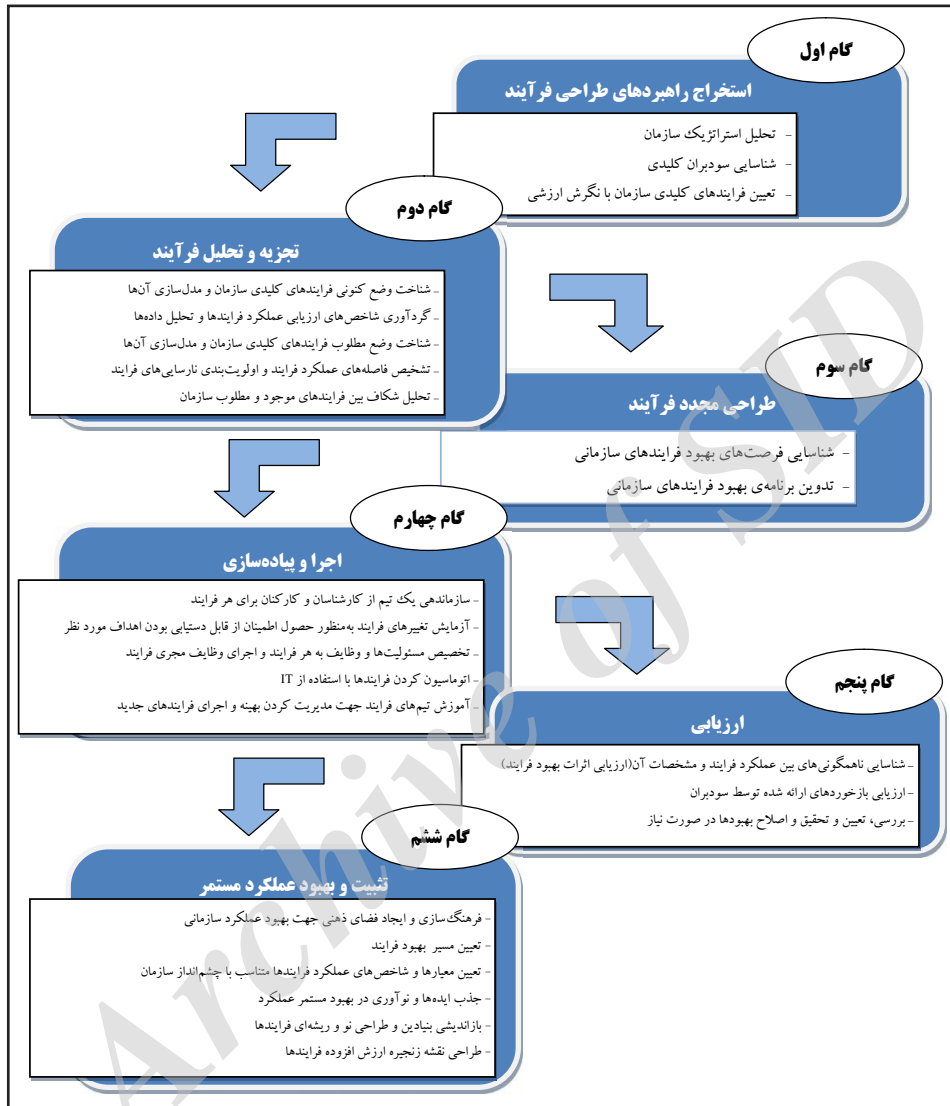 گام اول
استخراج راهبردهای طراحی فرآیند
- تحلیل استراتژیک سازمان
- شناسایی سودبران کلیدی
- تعیین فرایندهای کلیدی سازمان با نگرش ارزشی
گام دوم
تجزیه و تحلیل فرآیند
- شناخت وضع کنونی فرایندهای کلیدی سازمان و مدل‌سازی آن‌ها
- گردآوری شاخص‌های ارزیابی عملکرد فرایندها و تحلیل داده‌ها
- شناخت وضع مطلوب فرایندهای کلیدی سازمان و مدل‌سازی آن‌ها
- تشخیص فاصله‌های عملکرد فرایند و اولویت‌بندی نارسایی‌های فرایند
- تحلیل شکاف بین فرایندهای موجود و مطلوب سازمان
گام سوم
طراحی مجدد فرآیند
- شناسایی فرصت‌های بهبود فرایندهای سازمانی
- تدوین برنامه‌ی بهبود فرایندهای سازمانی
گام چهارم
اجرا و پیاده‌سازی
- سازماندهی یک تیم از کارشناسان و کارکنان برای هر فرایند
- آزمایش تغییرهای فرایند به‌منظور حصول اطمینان از قابل دستیابی بودن اهداف مورد نظر
- تخصیص مسئولیت‌ها و وظایف به هر فرایند و اجرای وظایف مجری فرایند
- اتوماسیون کردن فرایندها با استفاده از IT
- آموزش تیم‌های فرایند جهت مدیریت کردن بهینه و اجرای فرایندهای جدید
گام پنجم
ارزیابی
- شناسایی ناهمگونی‌های بین عملکرد فرایند و مشخصات آن(ارزیابی اثرات بهبود فرایند)
- ارزیابی بازخوردهای ارائه شده توسط سودبران
- بررسی، تعیین و تحقیق و اصلاح بهبودها در صورت نیاز
گام ششم
تثبیت و بهبود عملکرد مستمر
- فرهنگ‌سازی و ایجاد فضای ذهنی جهت بهبود عملکرد سازمانی
- تعیین مسیر بهبود فرایند
- تعیین معیارها و شاخص‌های عملکرد فرایندها متناسب با چشم‌انداز سازمان
- جذب ایده‌ها و نوآوری در بهبود مستمر عملکرد
- بازاندیشی بنیادین و طراحی نو و ریشه‌ای فرایندها
- طراحی نقشه زنجیره ارزش افزوده فرایندها
Archive of SID